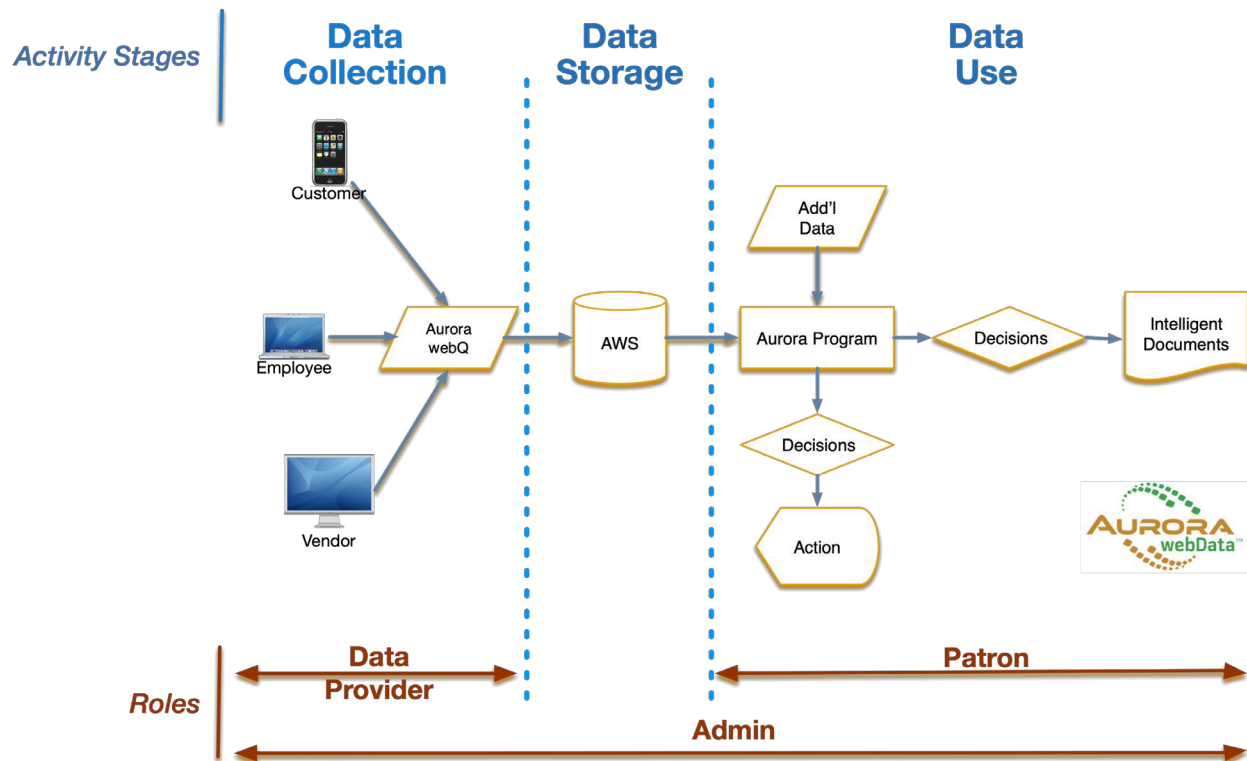 Activity Stages
Data
Collection
Data
Storage
Data
Use
Customer
Add'l
Data
Employee
Aurora
webQ
AWS
Aurora Program
Decisions
Intelligent
Documents
Decisions
Vendor
Action
AURORA
webData™
Roles
Data
Provider
Patron
Admin